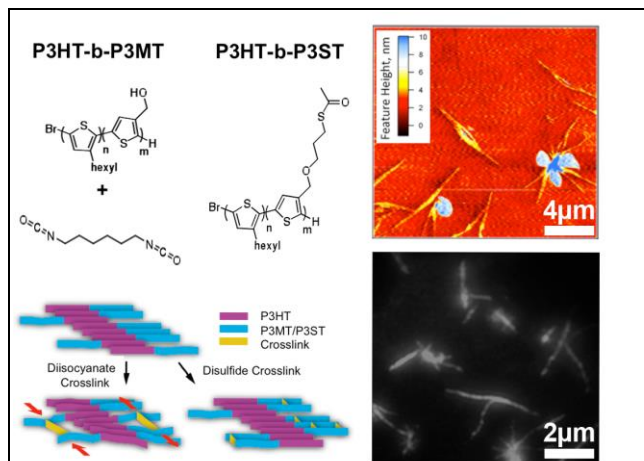 P3HT-b-P3MT
P3HT-b-P3ST
HO
Br
S
S
H
n
m
hexyl
+
O=C=N
N=C=O
O
S
O
Br
S
S
H
n
m
hexyl
P3HT
P3MT/P3ST
Crosslink
Diisocyanate
Crosslink
Disulfide Crosslink
Feature Height, nm
10
8
6
4
2
0
4µm
2µm